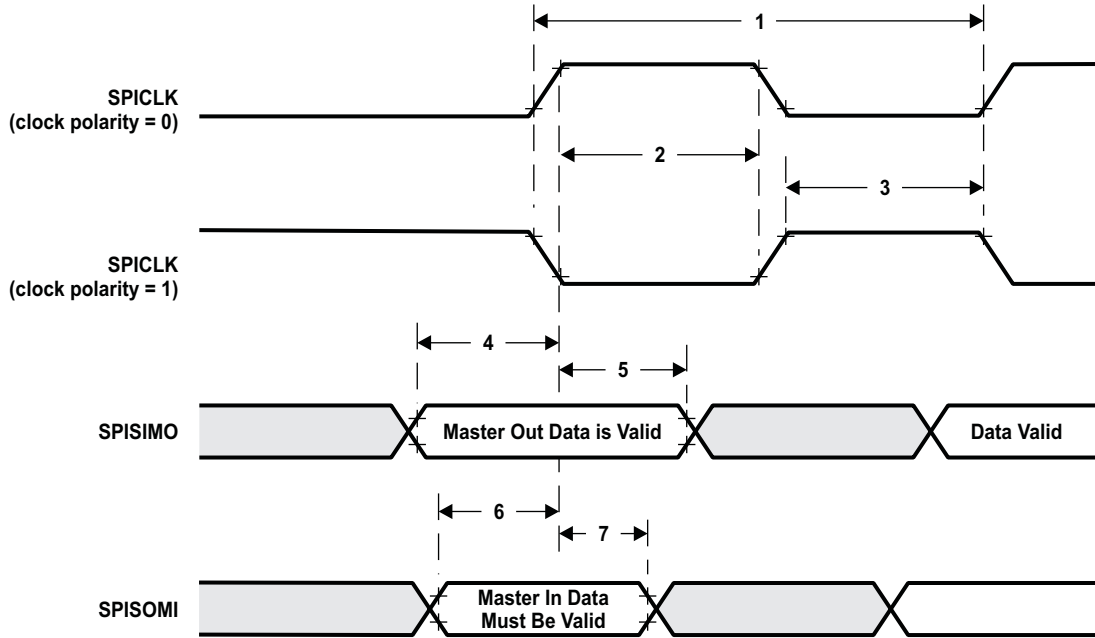 1
SPICLK
(clock polarity = 0)
2
3
SPICLK
(clock polarity = 1)
4
5
SPISIMO
Master Out Data is Valid
Data Valid
6
7
SPISOMI
Master In Data
Must Be Valid